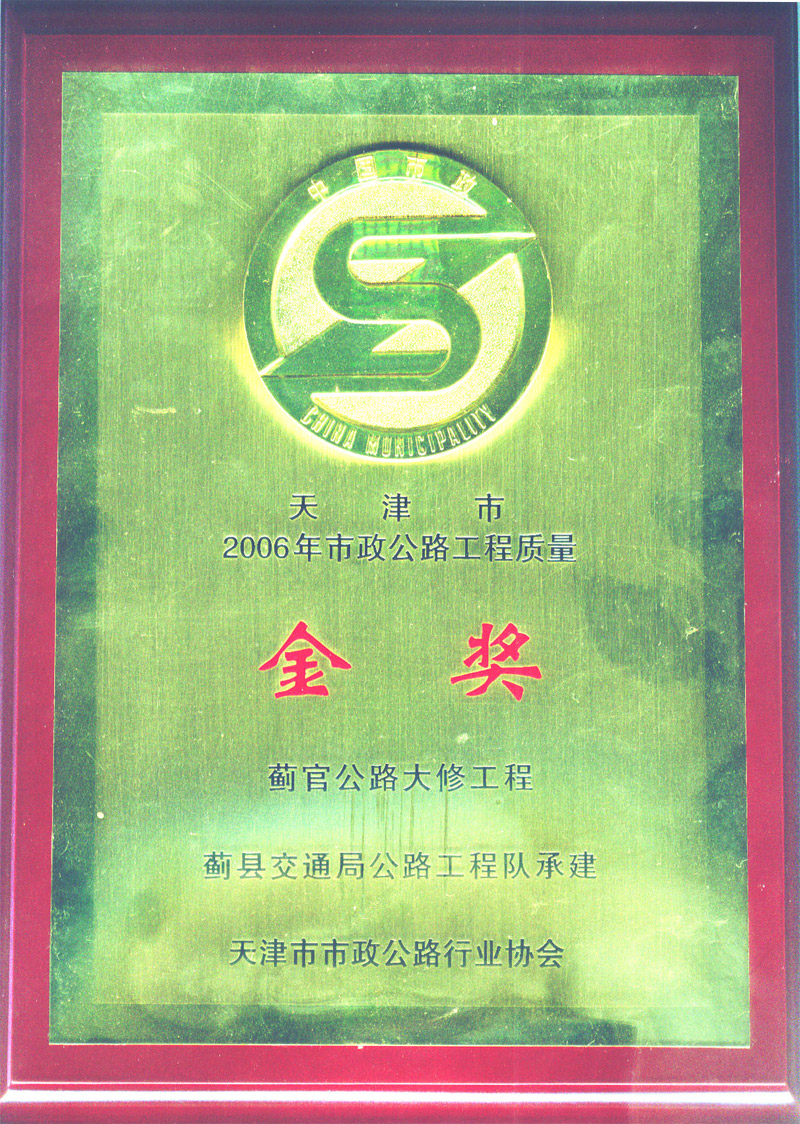 中国市政
CHINA MUNICIPALITY
天津市
2006年市政公路工程质量
金奖
蓟官公路大修工程
蓟县交通局公路工程队承建
天津市市政公路行业协会